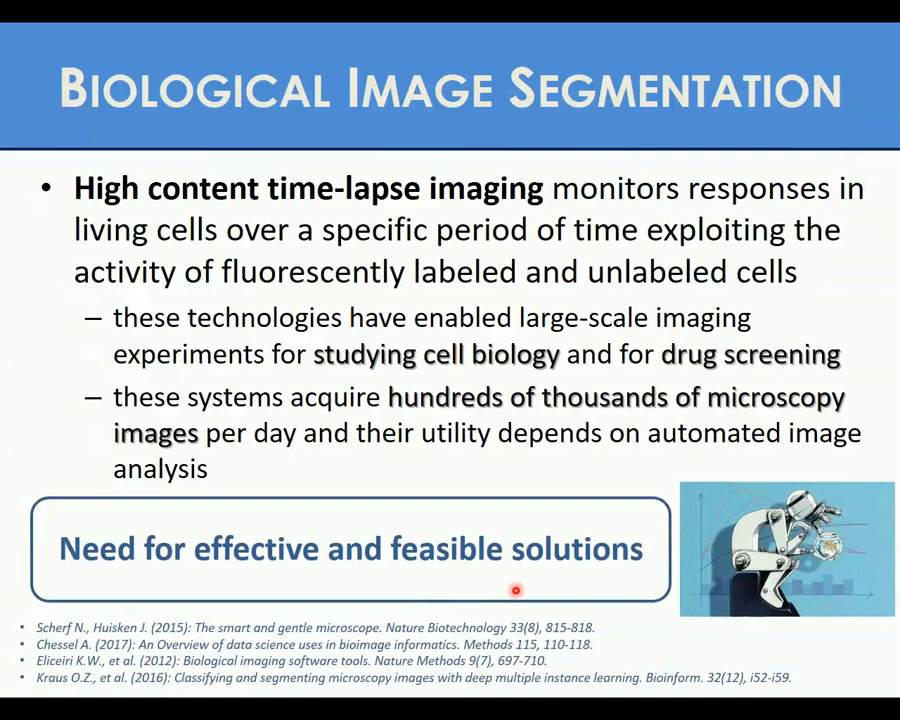 BIOLOGICAL IMAGE SEGMENTATION
• High content time-lapse imaging monitors responses in
living cells over a specific period of time exploiting the
activity of fluorescently labeled and unlabeled cells
– these technologies have enabled large-scale imaging
experiments for studying cell biology and for drug screening
– these systems acquire hundreds of thousands of microscopy
images per day and their utility depends on automated image
analysis
Need for effective and feasible solutions
• Scherf N., Huisken J. (2015): The smart and gentle microscope. Nature Biotechnology 33(8), 815-818.
• Chessel A. (2017): An Overview of data science uses in bioimage informatics. Methods 115, 110-118.
• Eliceiri K.W., et al. (2012): Biological imaging software tools. Nature Methods 9(7), 697-710.
• Kraus O.Z., et al. (2016): Classifying and segmenting microscopy images with deep multiple instance learning. Bioinform. 32(12), i52-i59.